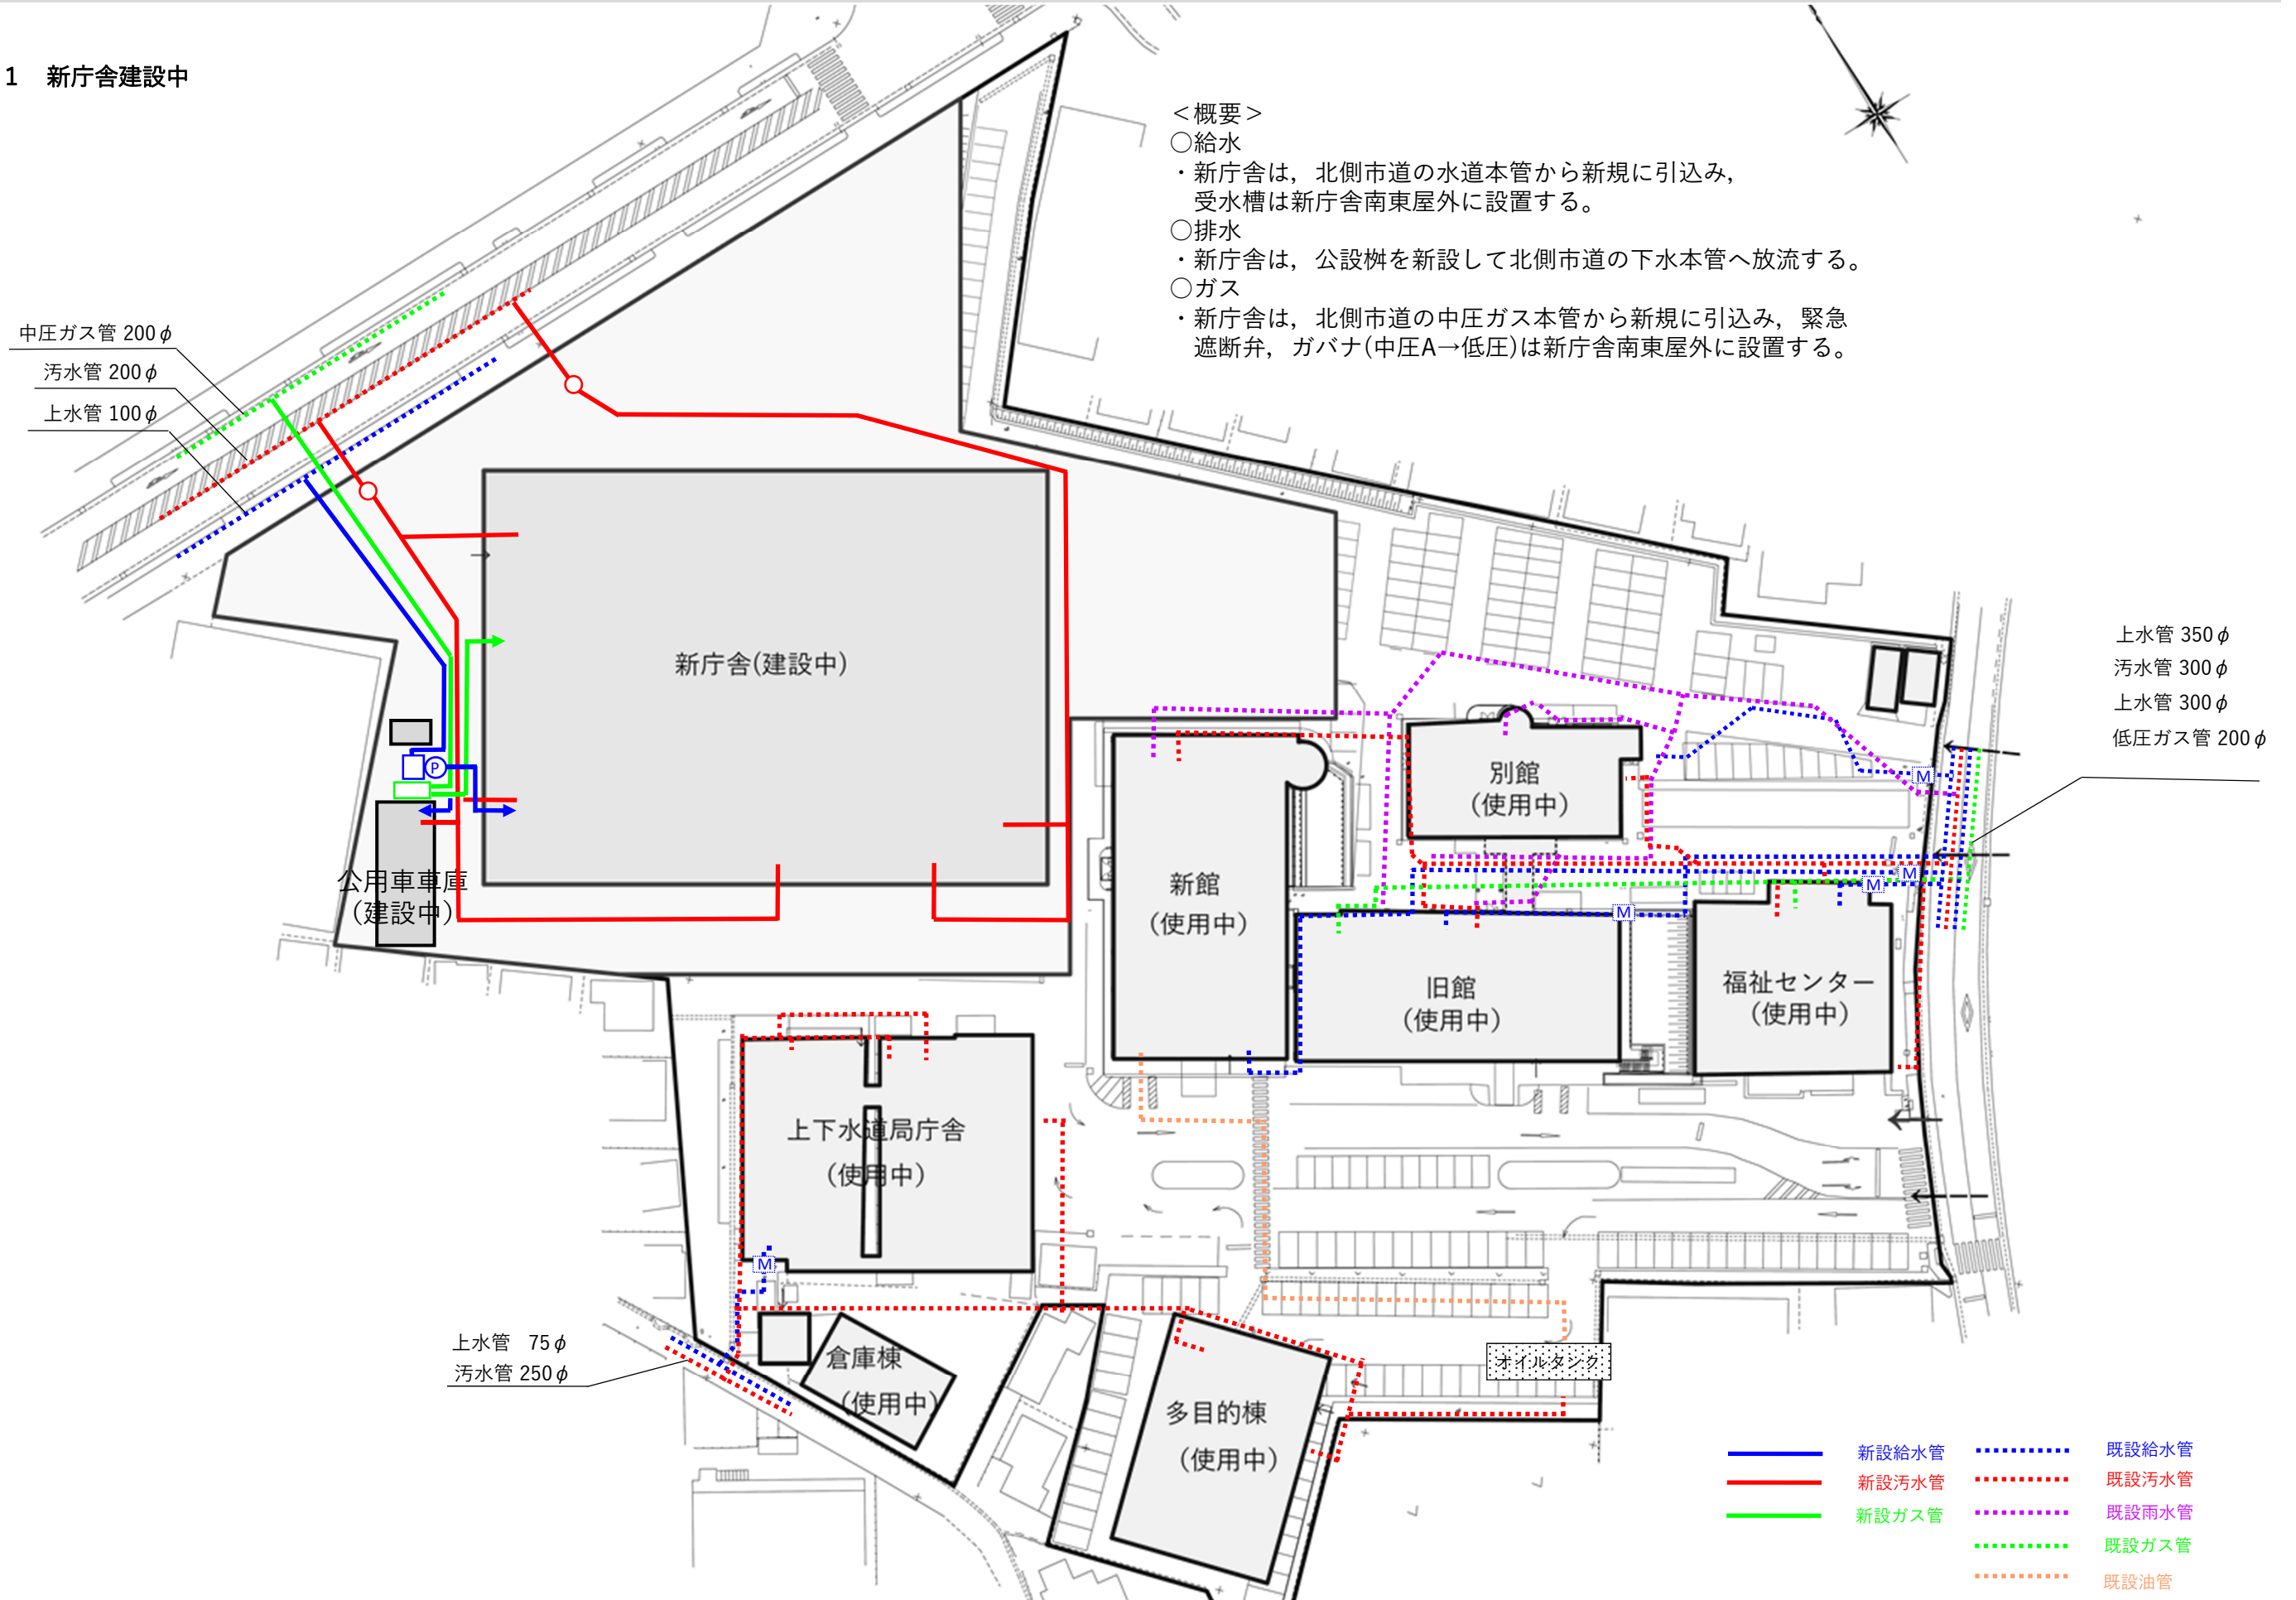 1　新庁舎建設中
＜概要＞
○給水
・新庁舎は，北側市道の水道本管から新規に引込み，
受水槽は新庁舎南東屋外に設置する。
○排水
・新庁舎は，公設桝を新設して北側市道の下水本管へ放流する。
○ガス
・新庁舎は，北側市道の中圧ガス本管から新規に引込み，緊急
遮断弁，ガバナ(中圧A→低圧)は新庁舎南東屋外に設置する。
中圧ガス管 200φ
汚水管 200φ
上水管 100φ
新庁舎(建設中)
P
公用車車庫
(建設中)
上水管 350φ
汚水管 300φ
上水管 300φ
低圧ガス管 200φ
別館
(使用中)
M
M
M
M
新館
(使用中)
旧館
(使用中)
福祉センター
(使用中)
上下水道局庁舎
(使用中)
M
上水管　75φ
汚水管 250φ
倉庫棟
(使用中)
多目的棟
(使用中)
オイルタンク
新設給水管
新設汚水管
新設ガス管
既設給水管
既設汚水管
既設雨水管
既設ガス管
既設油管